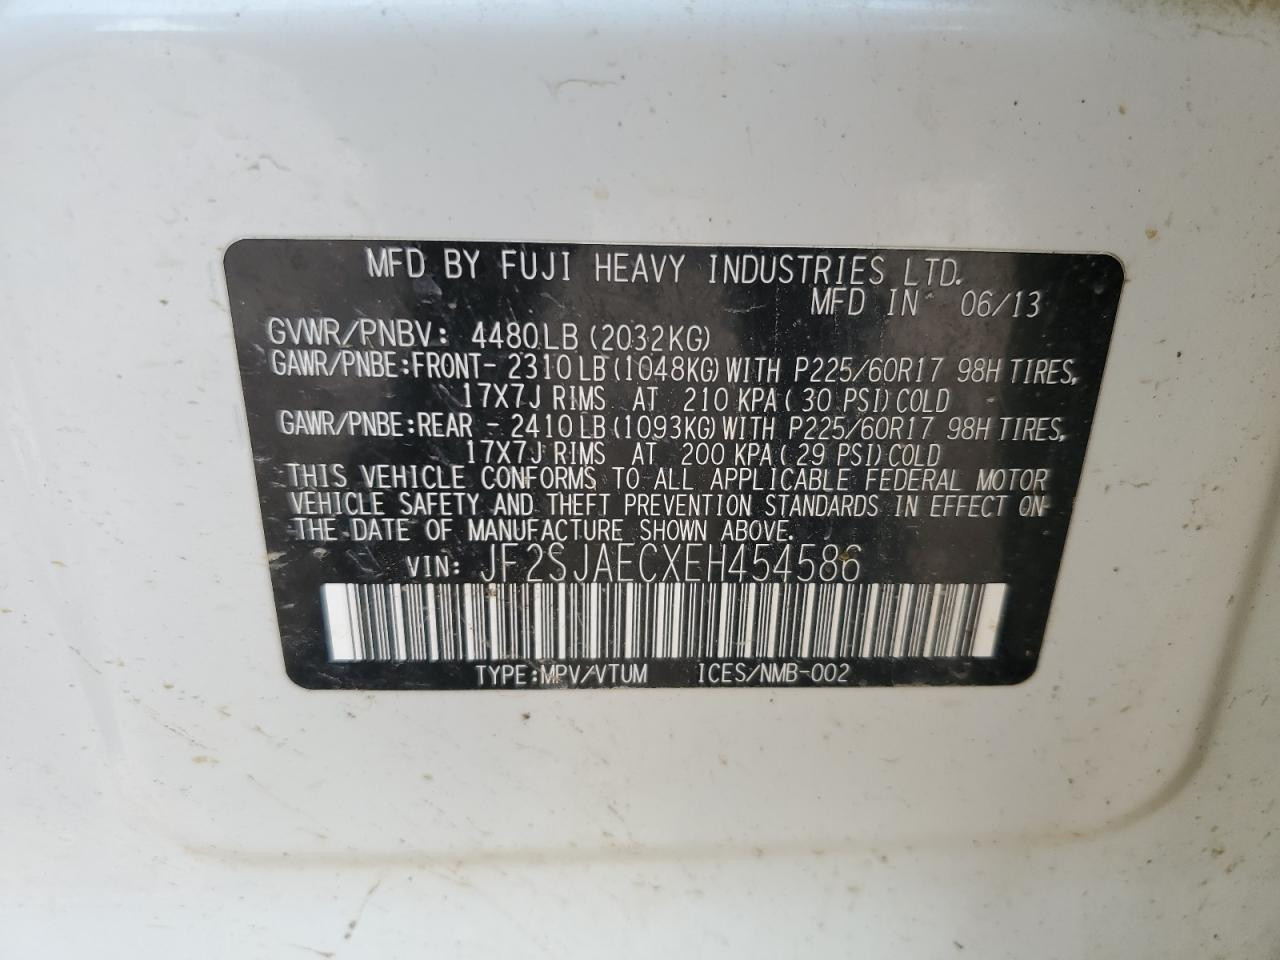 MFD BY FUJI HEAVY INDUSTRIES LTD.
MFD IN 06/13
GVWR/PNBV: 4480LB (2032KG)
GAWR/PNBE:FRONT- 2310LB (1048KG) WITH P225/60R17 98H TIRES,
17X7J RIMS AT 210 KPA (30 PSI) COLD
GAWR/PNBE:REAR - 2410LB (1093KG) WITH P225/60R17 98H TIRES,
17X7J RIMS AT 200 KPA (29 PSI) COLD
THIS VEHICLE CONFORMS TO ALL APPLICABLE FEDERAL MOTOR
VEHICLE SAFETY AND THEFT PREVENTION STANDARDS IN EFFECT ON
THE DATE OF MANUFACTURE SHOWN ABOVE.
VIN: JF2SJAECXEH454586
TYPE:MPV/VTUM ICES/NMB-002